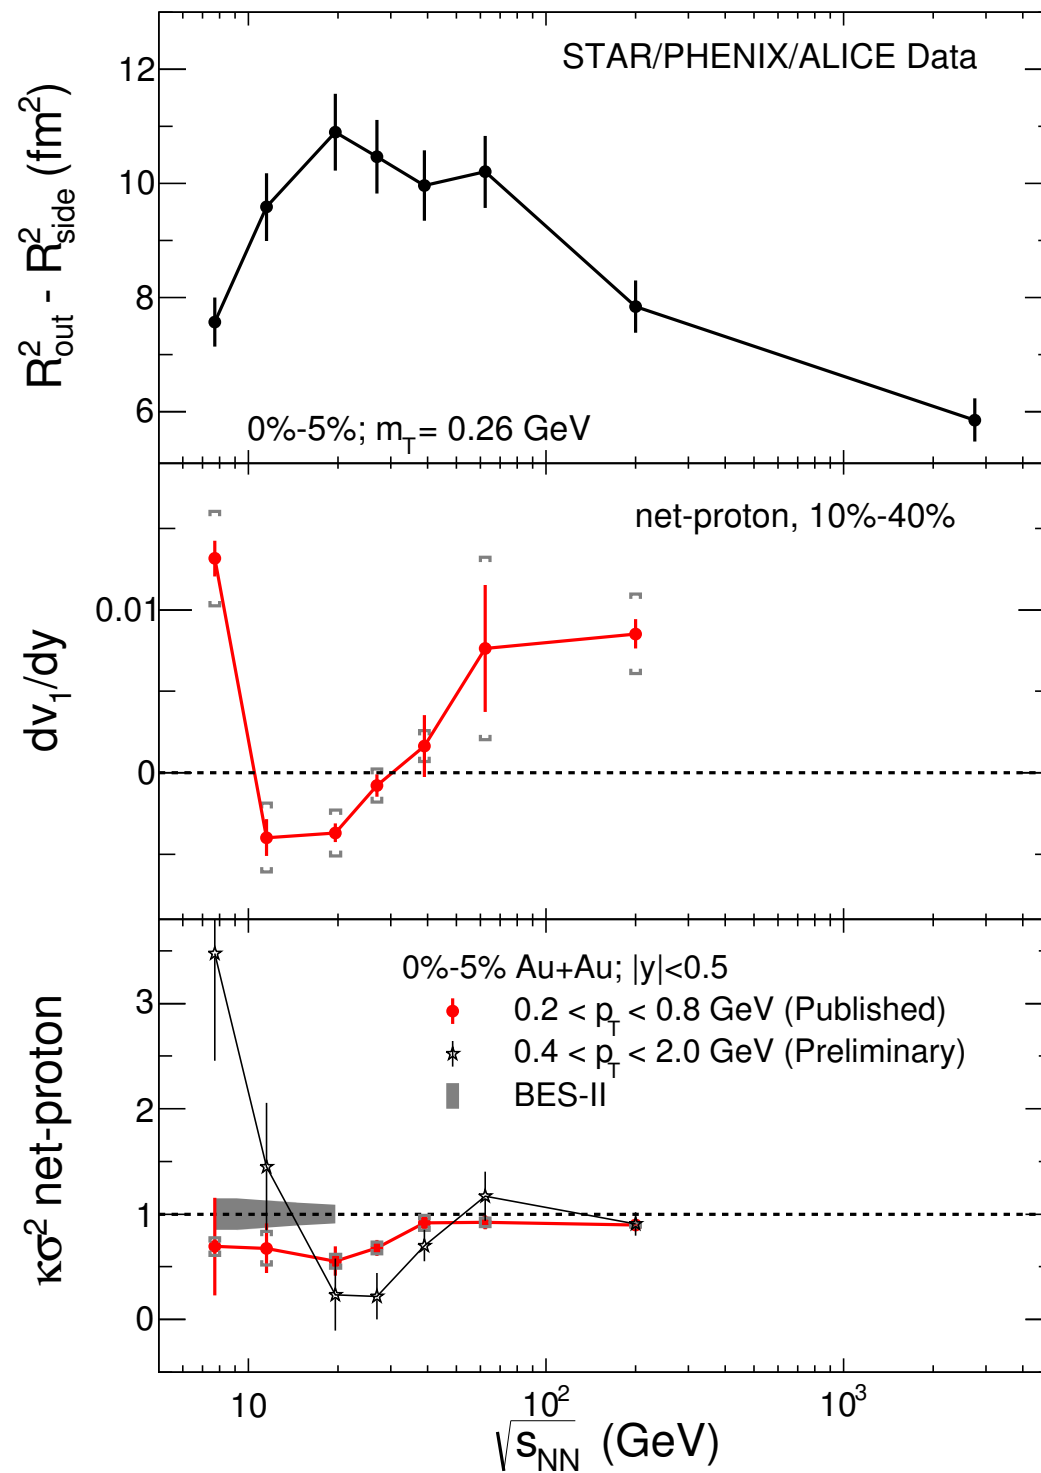 STAR/PHENIX/ALICE Data
12
10
8
6
R²out - R²side (fm²)
0%-5%; mT= 0.26 GeV
net-proton, 10%-40%
0.01
0
dv1/dy
0%-5% Au+Au; |y|<0.5
0.2 < pT < 0.8 GeV (Published)
0.4 < pT < 2.0 GeV (Preliminary)
BES-II
3
2
1
0
κσ² net-proton
10 10² 10³
√sNN (GeV)